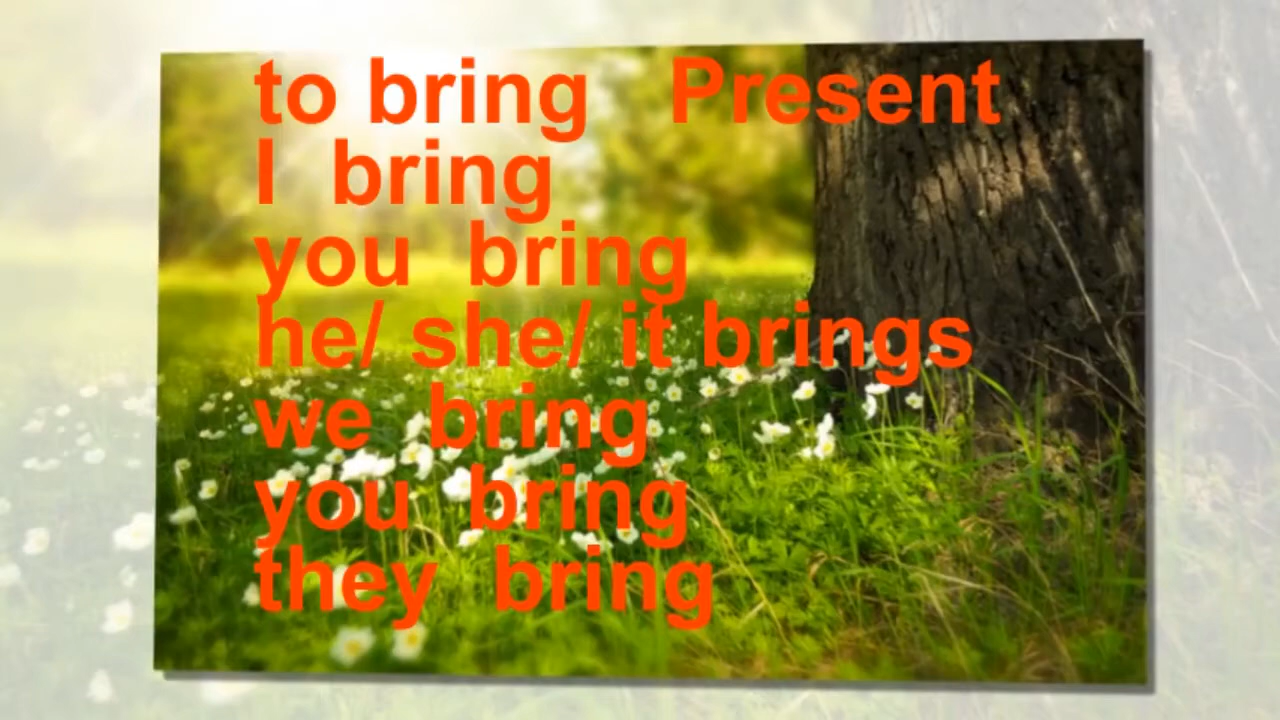 to bring Present
I bring
you bring
he/ she/ it brings
we bring
you bring
they bring